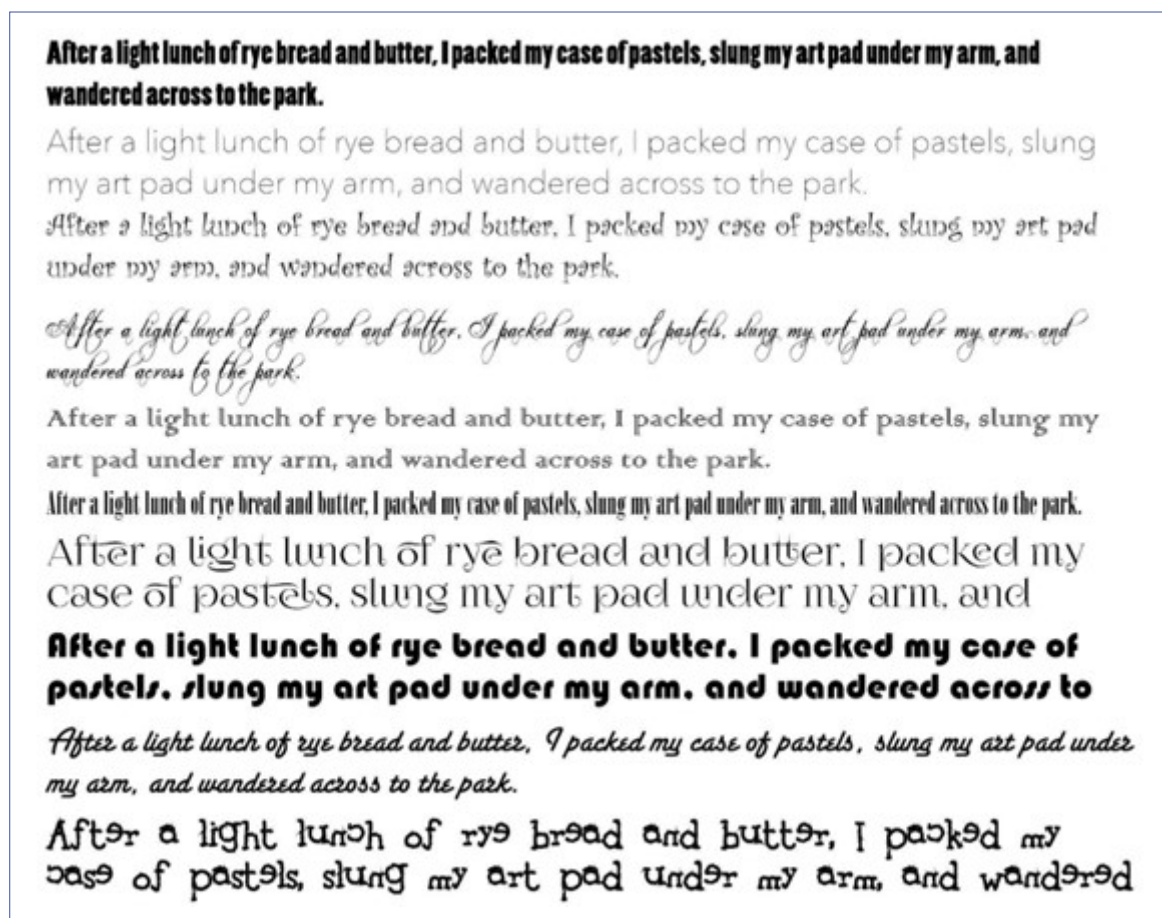 After a light lunch of rye bread and butter, I packed my case of pastels, slung my art pad under my arm, and
wandered across to the park.
After a light lunch of rye bread and butter, I packed my case of pastels, slung
my art pad under my arm, and wandered across to the park.
After a light lunch of rye bread and butter, I packed my case of pastels, slung my art pad
under my arm, and wandered across to the park.
After a light lunch of rye bread and butter, I packed my case of pastels, slung my art pad under my arm, and
wandered across to the park.
After a light lunch of rye bread and butter, I packed my case of pastels, slung my
art pad under my arm, and wandered across to the park.
After a light lunch of rye bread and butter, I packed my case of pastels, slung my art pad under my arm, and wandered across to the park.
After a light lunch of rye bread and butter, I packed my
case of pastels, slung my art pad under my arm, and
After a light lunch of rye bread and butter, I packed my case of
pastels, slung my art pad under my arm, and wandered across to
After a light lunch of rye bread and butter, I packed my case of pastels, slung my art pad under
my arm, and wandered across to the park.
After a light lunch of rye bread and butter, I packed my
case of pastels, slung my art pad under my arm, and wandered